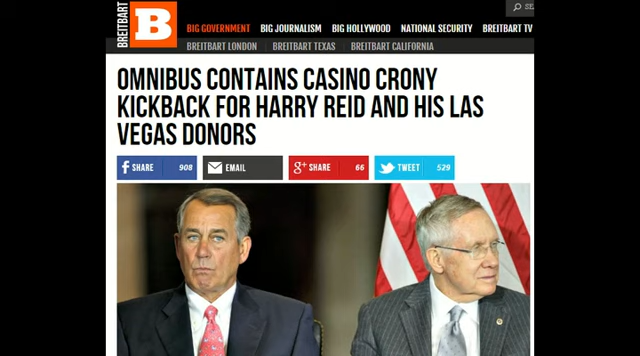 SE
BREITBART
B
BIG GOVERNMENT BIG JOURNALISM BIG HOLLYWOOD NATIONAL SECURITY BREITBART TV
BREITBART LONDON BREITBART TEXAS BREITBART CALIFORNIA
OMNIBUS CONTAINS CASINO CRONY
KICKBACK FOR HARRY REID AND HIS LAS
VEGAS DONORS
f SHARE 908 EMAIL g+ SHARE 66 TWEET 529